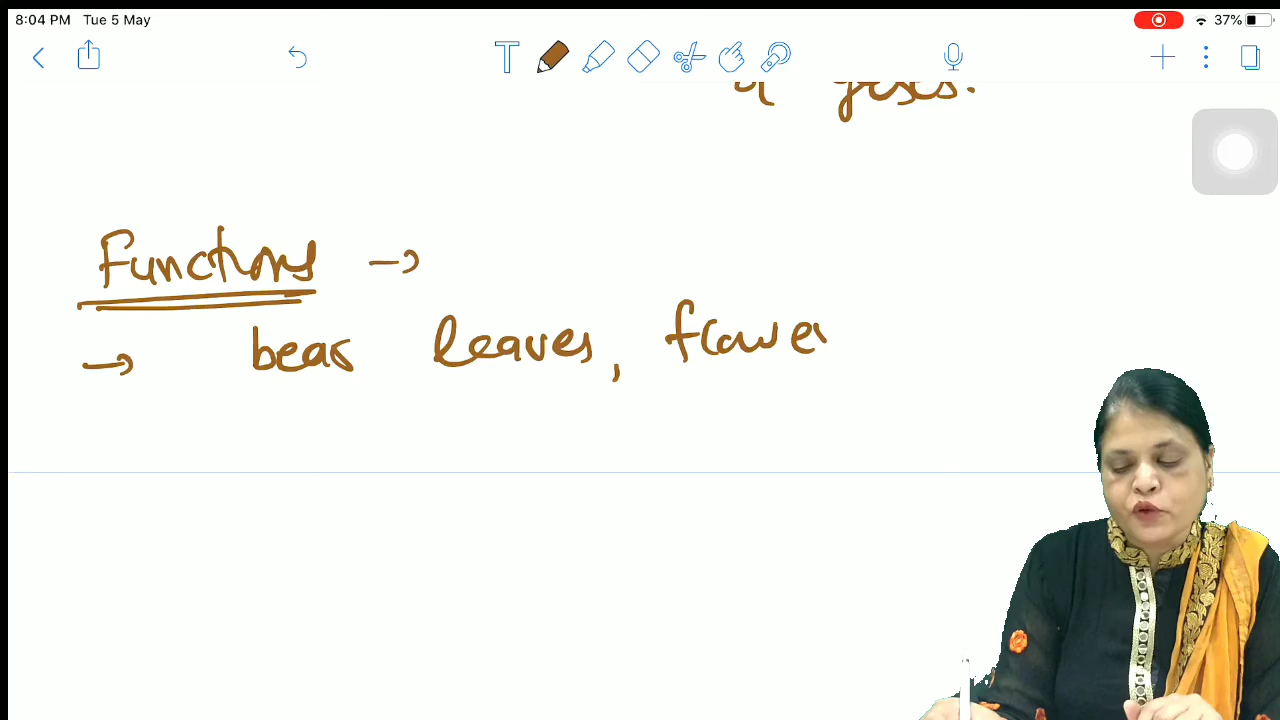 8:04 PM Tue 5 May 37%
T
Functions →
→ bear leaves, flower